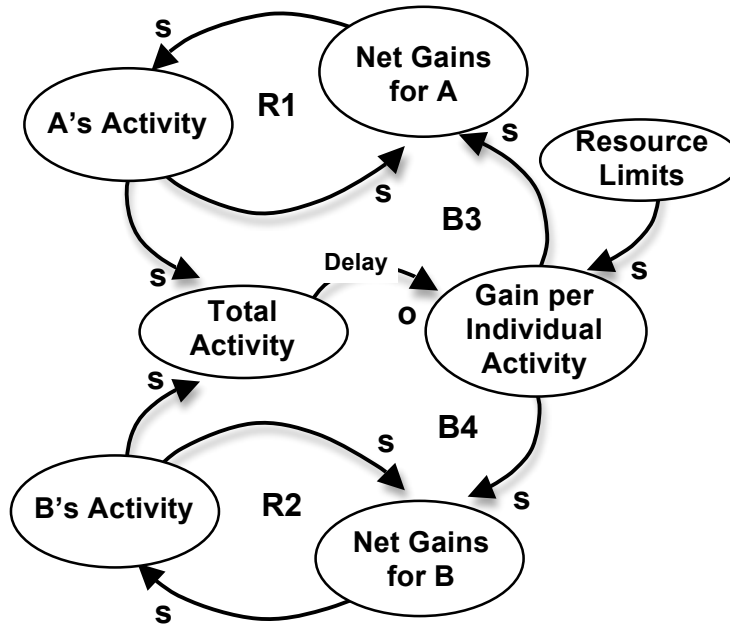 s
Net Gains
for A
A's Activity
R1
s
Resource
Limits
s
B3
s
Delay
s
Total
Activity
o
Gain per
Individual
Activity
s
s
B4
s
B's Activity
R2
s
Net Gains
for B
s